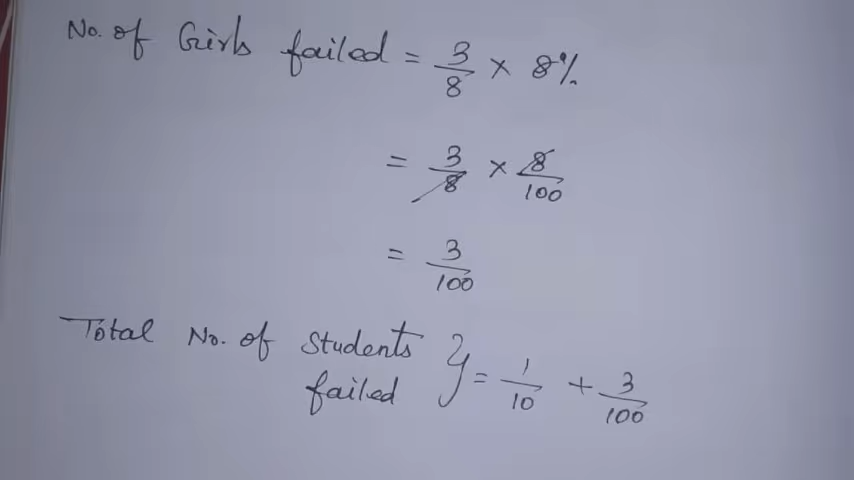 No. of Girls failed = 3/8 × 8%
= 3/8 × 8/100
= 3/100
Total No. of Students failed } = 1/10 + 3/100